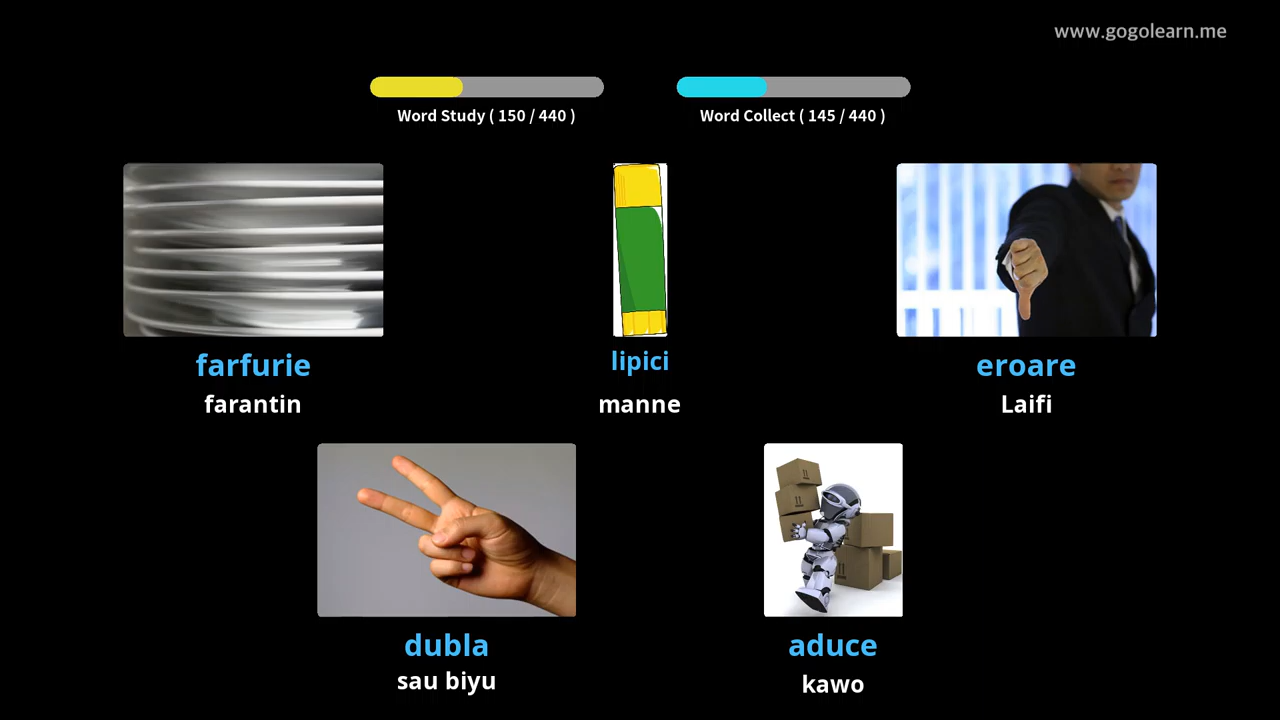 www.gogolearn.me
Word Study ( 150 / 440 )
Word Collect ( 145 / 440 )
farfurie
farantin
lipici
manne
eroare
Laifi
dubla
sau biyu
aduce
kawo